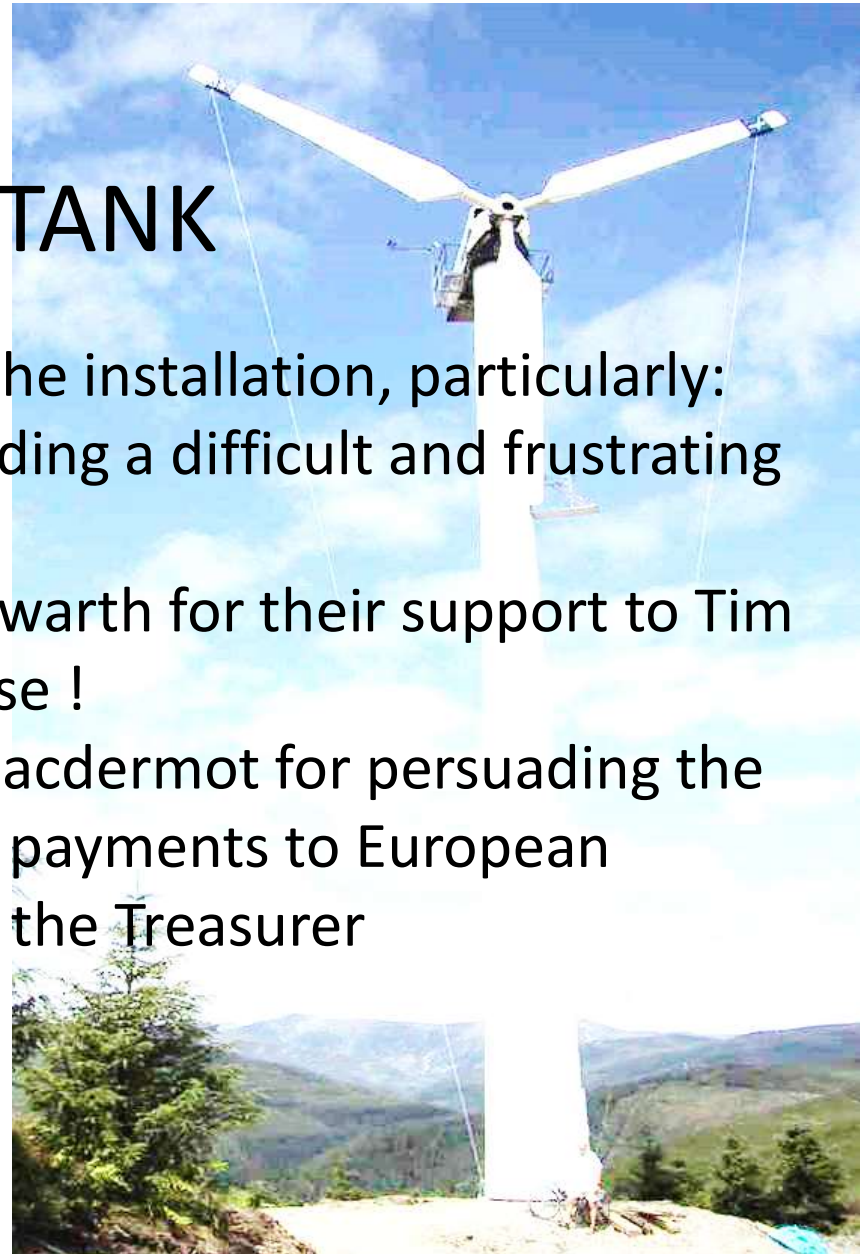 TANK
he installation, particularly:
ding a difficult and frustrating
warth for their support to Tim
se !
acdermot for persuading the
payments to European
the Treasurer